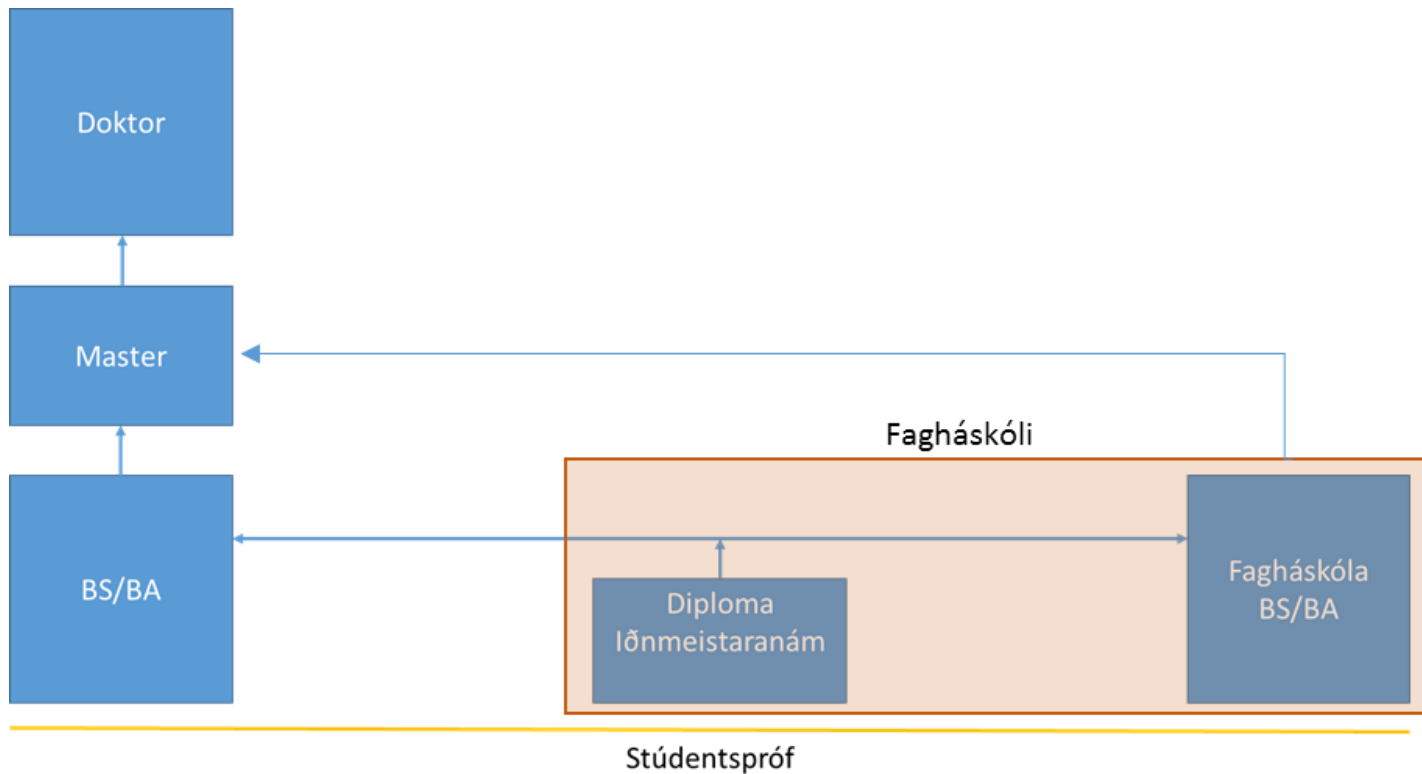 Doktor
Master
Fagháskóli
BS/BA
Diploma
Iðnmeistaranám
Fagháskóla
BS/BA
Stúdentspróf